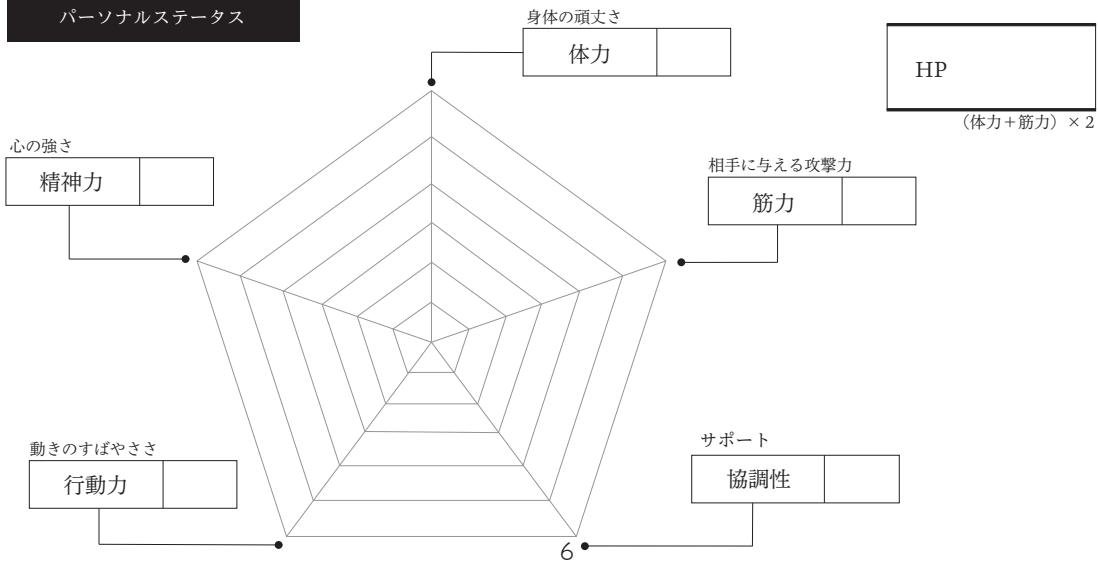 パーソナルステータス
身体の頑丈さ
体力
HP
（体力＋筋力）× 2
心の強さ
精神力
相手に与える攻撃力
筋力
動きのすばやささ
行動力
サポート
協調性
6